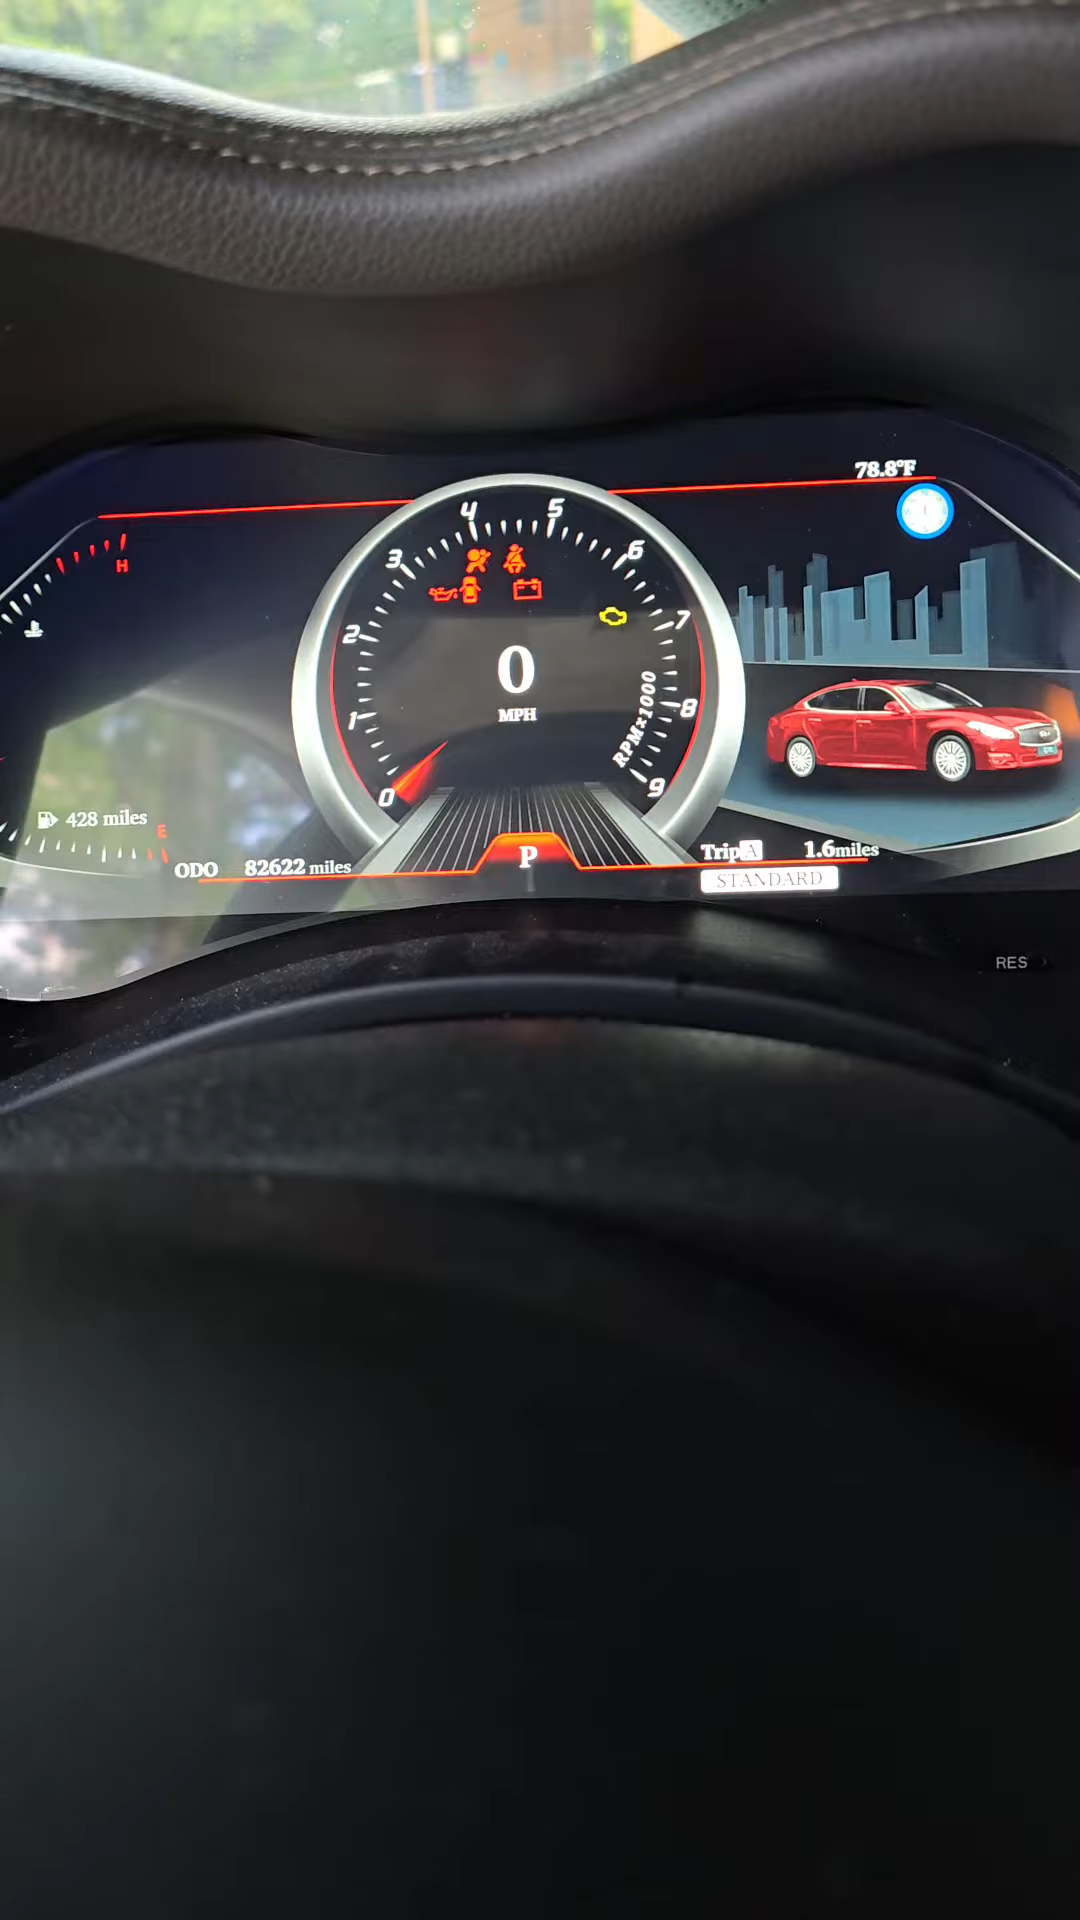 78.8°F
H
0
1
2
3
4
5
6
7
8
9
RPM×1000
0
MPH
428 miles
E
ODO 82622 miles
P
Trip A 1.6miles
STANDARD
RES